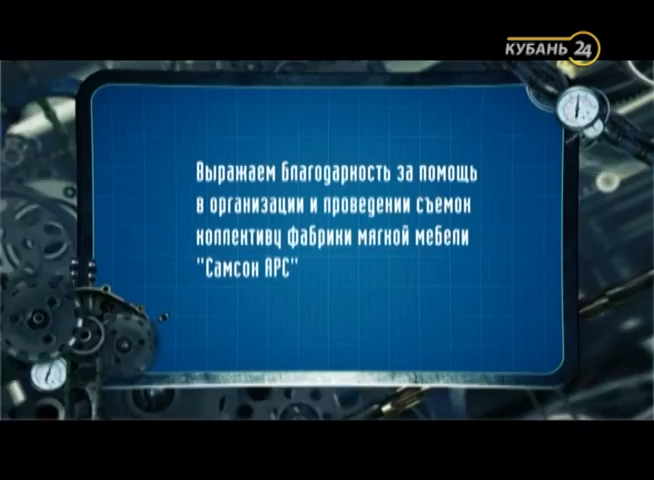 КУБАНЬ 24
Выражаем благодарность за помощь
в организации и проведении съемок
коллективу фабрики мягкой мебели
"Самсон АРС"